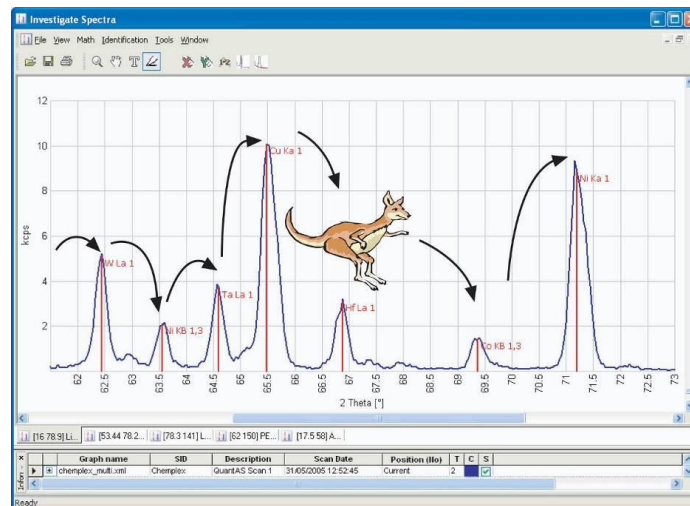 Investigate Spectra
File View Math Identification Tools Window
12
10
8
6
4
2
kcps
W La 1
Ni KB 1,3
Ta La 1
Cu Ka 1
Hf La 1
Co KB 1,3
Ni Ka 1
62 62.5 63 63.5 64 64.5 65 65.5 66 66.5 67 67.5 68 68.5 69 69.5 70 70.5 71 71.5 72 72.5 73
2 Theta [°]
[16 78.9] Li... [53.44 78.2... [78.3 141] L... [62 150] PE... [17.5 58] A...
Graph name SID Description Scan Date Position (No) T C S
chemplex_multi.xml Chemplex QuantAS Scan 1 31/05/2005 12:52:45 Current 2
Infon
Ready